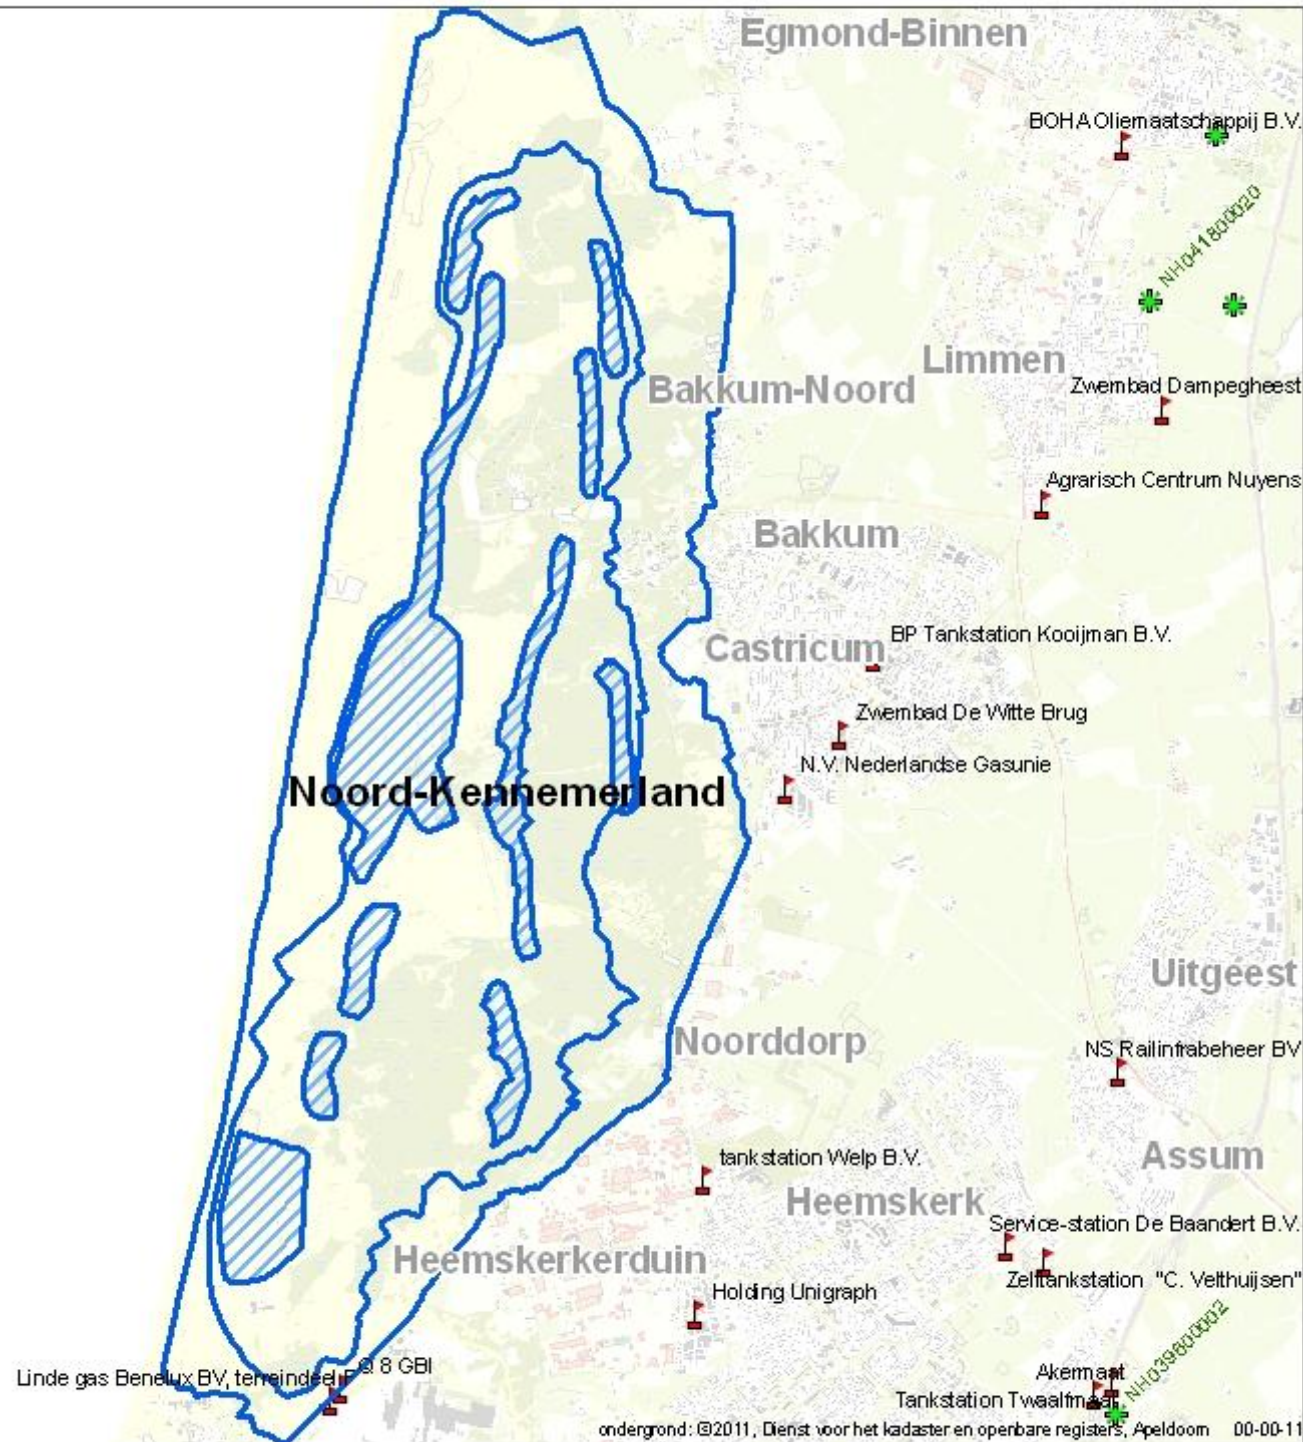 Egmond-Binnen
BOHA Oliemaatschappij B.V.
NH041800020
Limmen
Zwembad Dampegheest
Bakkum-Noord
Agrarisch Centrum Nuyens
Bakkum
BP Tankstation Kooijman B.V.
Castricum
Zwembad De Witte Brug
N.V. Nederlandse Gasunie
Noord-Kennemerland
Uitgeest
Noorddorp
NS Railinfrabeheer BV
tankstation Welp B.V.
Assum
Heemskerk
Service-station De Baandert B.V.
Heemskerkerduin
Zelftankstation "C. Velthuijsen"
Holding Unigraph
NH039600002
Q 8 GBI
Linde gas Benelux BV, terreindeel
Akermaat
Tankstation Twaalfmaat
ondergrond: ©2011, Dienst voor het kadaster en openbare registers, Apeldoorn 00-00-11